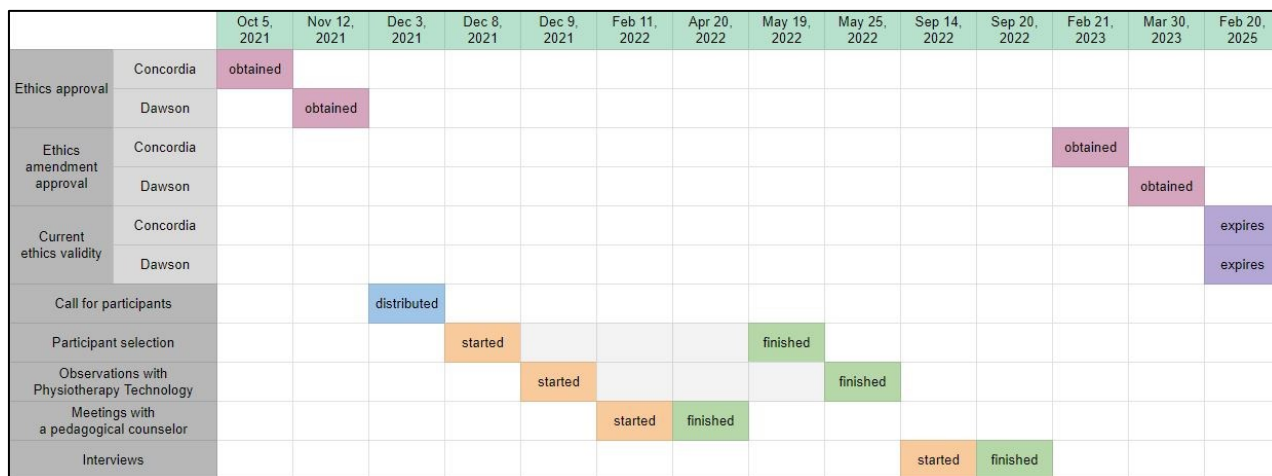 Oct 5, 2021
Nov 12, 2021
Dec 3, 2021
Dec 8, 2021
Dec 9, 2021
Feb 11, 2022
Apr 20, 2022
May 19, 2022
May 25, 2022
Sep 14, 2022
Sep 20, 2022
Feb 21, 2023
Mar 30, 2023
Feb 20, 2025
Ethics approval
Concordia
obtained
Dawson
obtained
Ethics
amendment
approval
Concordia
obtained
Dawson
obtained
Current
ethics validity
Concordia
expires
Dawson
expires
Call for participants
distributed
Participant selection
started
finished
Observations with
Physiotherapy Technology
started
finished
Meetings with
a pedagogical counselor
started
finished
Interviews
started
finished